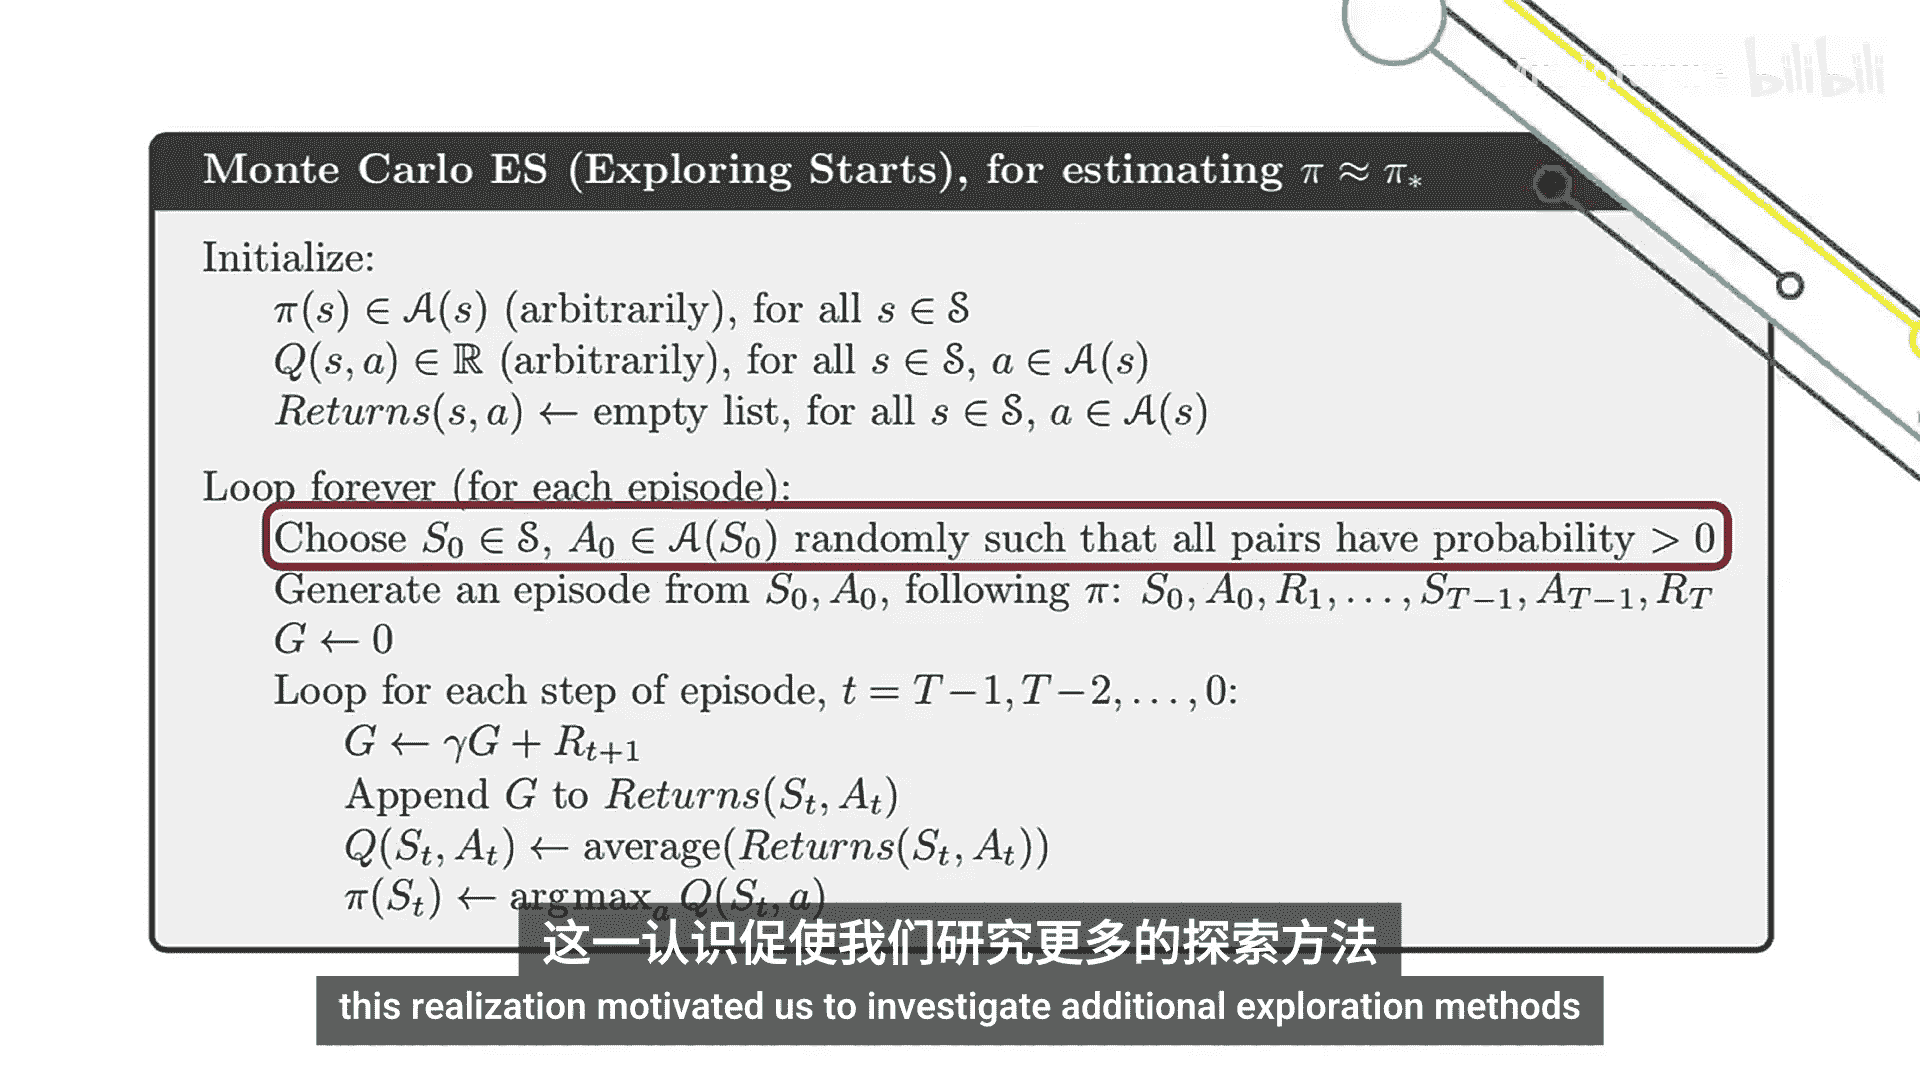 bilibili
Monte Carlo ES (Exploring Starts), for estimating π ≈ π*
Initialize:
π(s) ∈ A(s) (arbitrarily), for all s ∈ S
Q(s, a) ∈ ℝ (arbitrarily), for all s ∈ S, a ∈ A(s)
Returns(s, a) ← empty list, for all s ∈ S, a ∈ A(s)
Loop forever (for each episode):
Choose S₀ ∈ S, A₀ ∈ A(S₀) randomly such that all pairs have probability > 0
Generate an episode from S₀, A₀, following π: S₀, A₀, R₁, . . . , S_{T−1}, A_{T−1}, R_T
G ← 0
Loop for each step of episode, t = T−1, T−2, . . . , 0:
G ← γG + R_{t+1}
Append G to Returns(S_t, A_t)
Q(S_t, A_t) ← average(Returns(S_t, A_t))
π(S_t) ← argmax_a Q(S_t, a)
这一认识促使我们研究更多的探索方法
this realization motivated us to investigate additional exploration methods